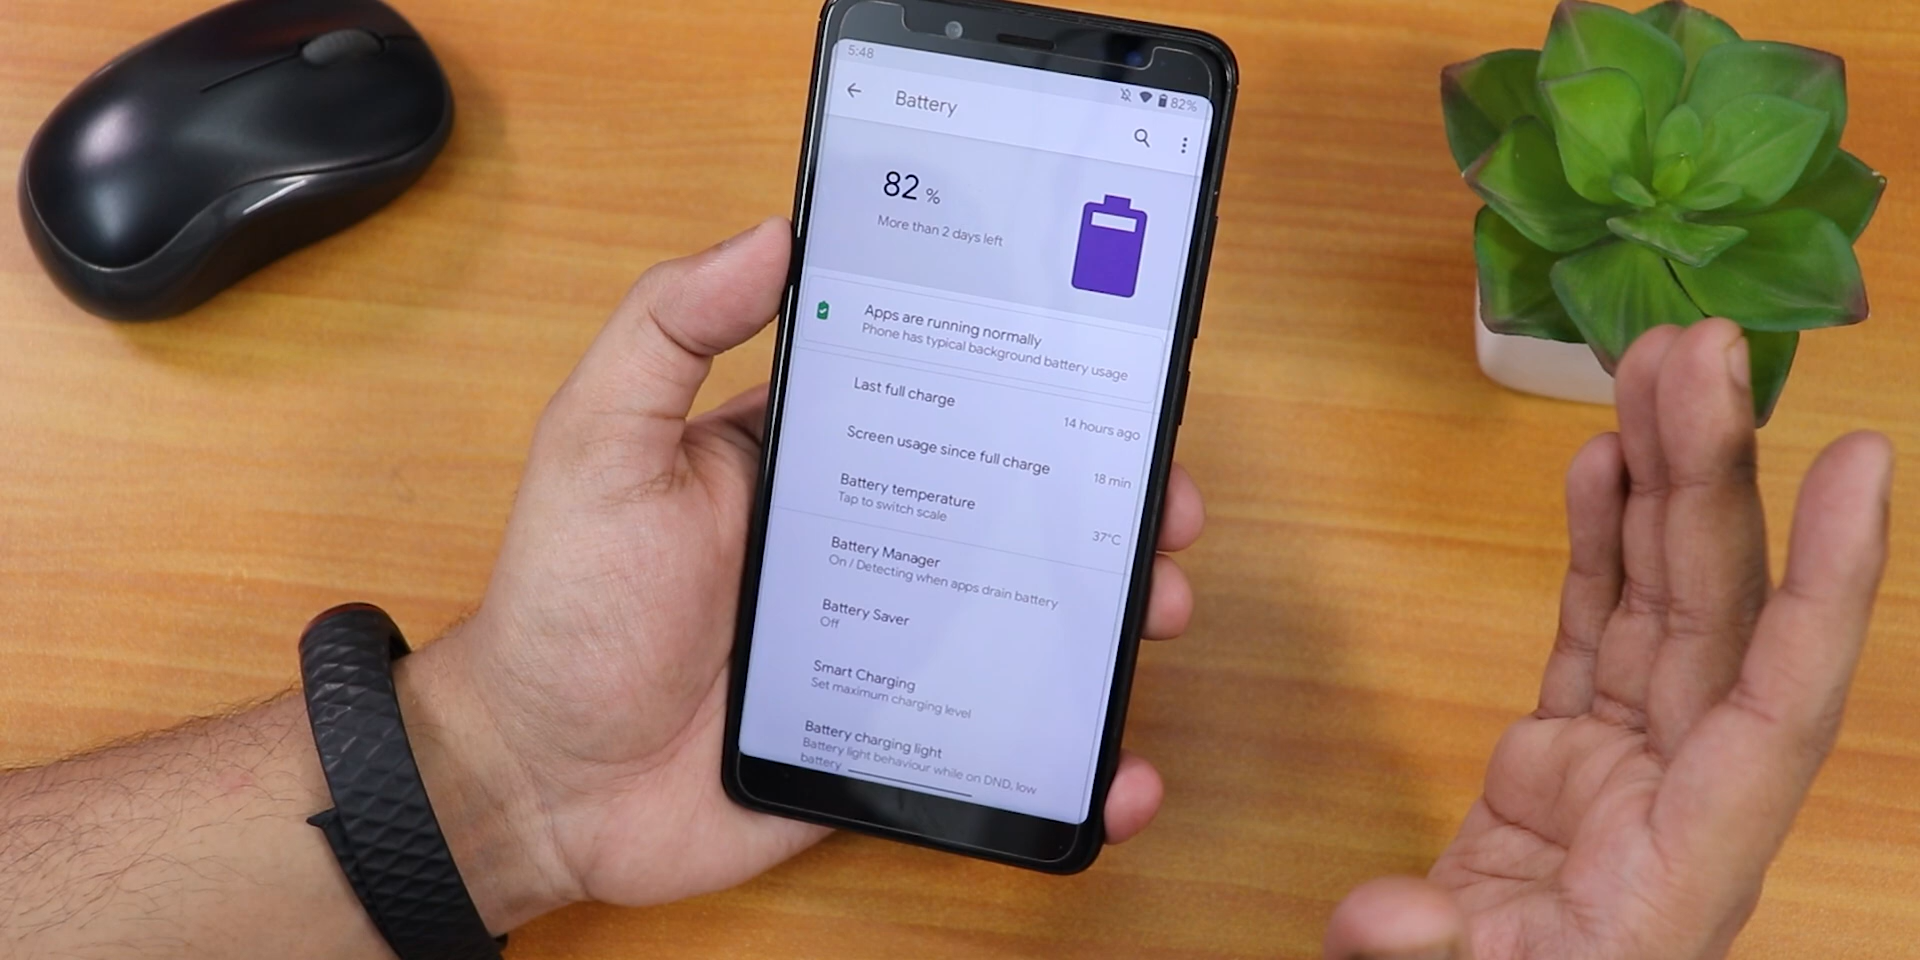 5:48
82%
Battery
82 %
More than 2 days left
Apps are running normally
Phone has typical background battery usage
Last full charge
14 hours ago
Screen usage since full charge
18 min
Battery temperature
Tap to switch scale
37°C
Battery Manager
On / Detecting when apps drain battery
Battery Saver
Off
Smart Charging
Set maximum charging level
Battery charging light
Battery light behaviour while on DND, low
battery